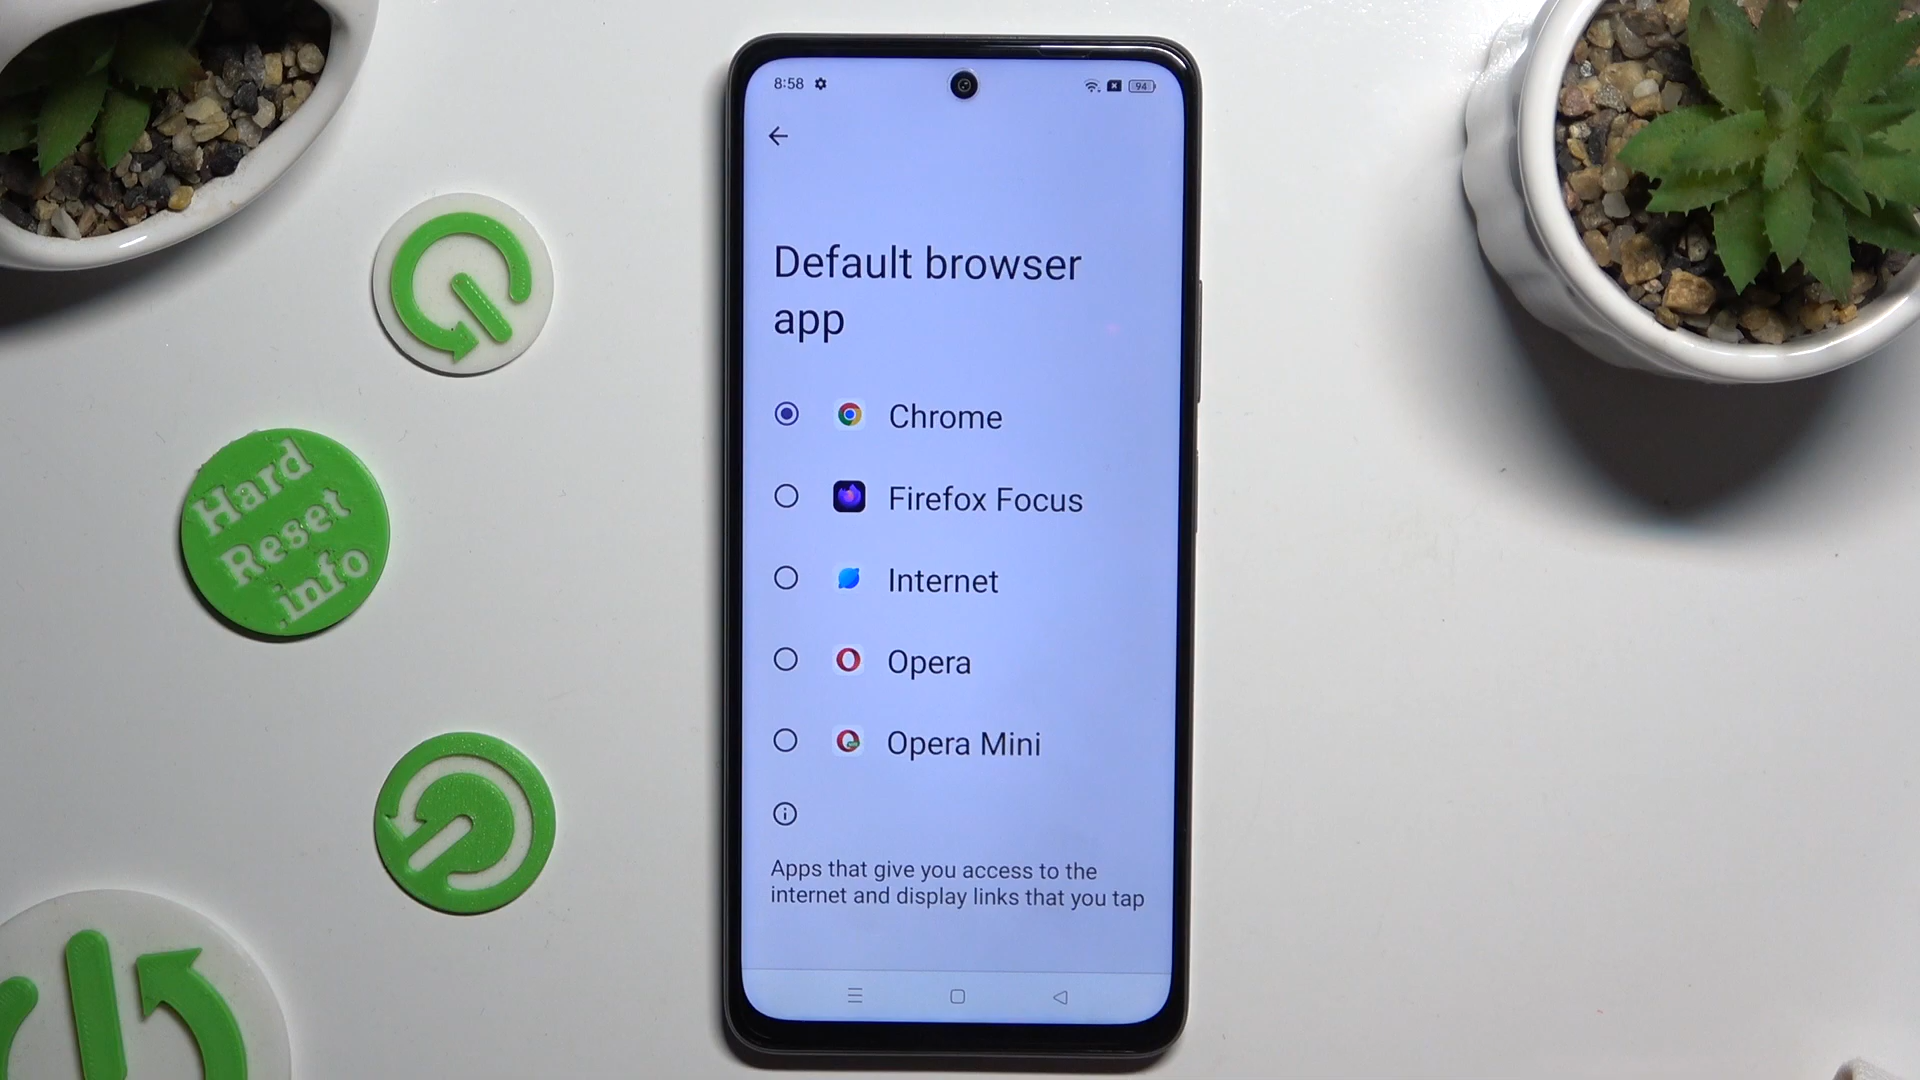 8:58
94
Default browser
app
Chrome
Firefox Focus
Internet
Opera
Opera Mini
Apps that give you access to the
internet and display links that you tap
Hard
Reset
.info